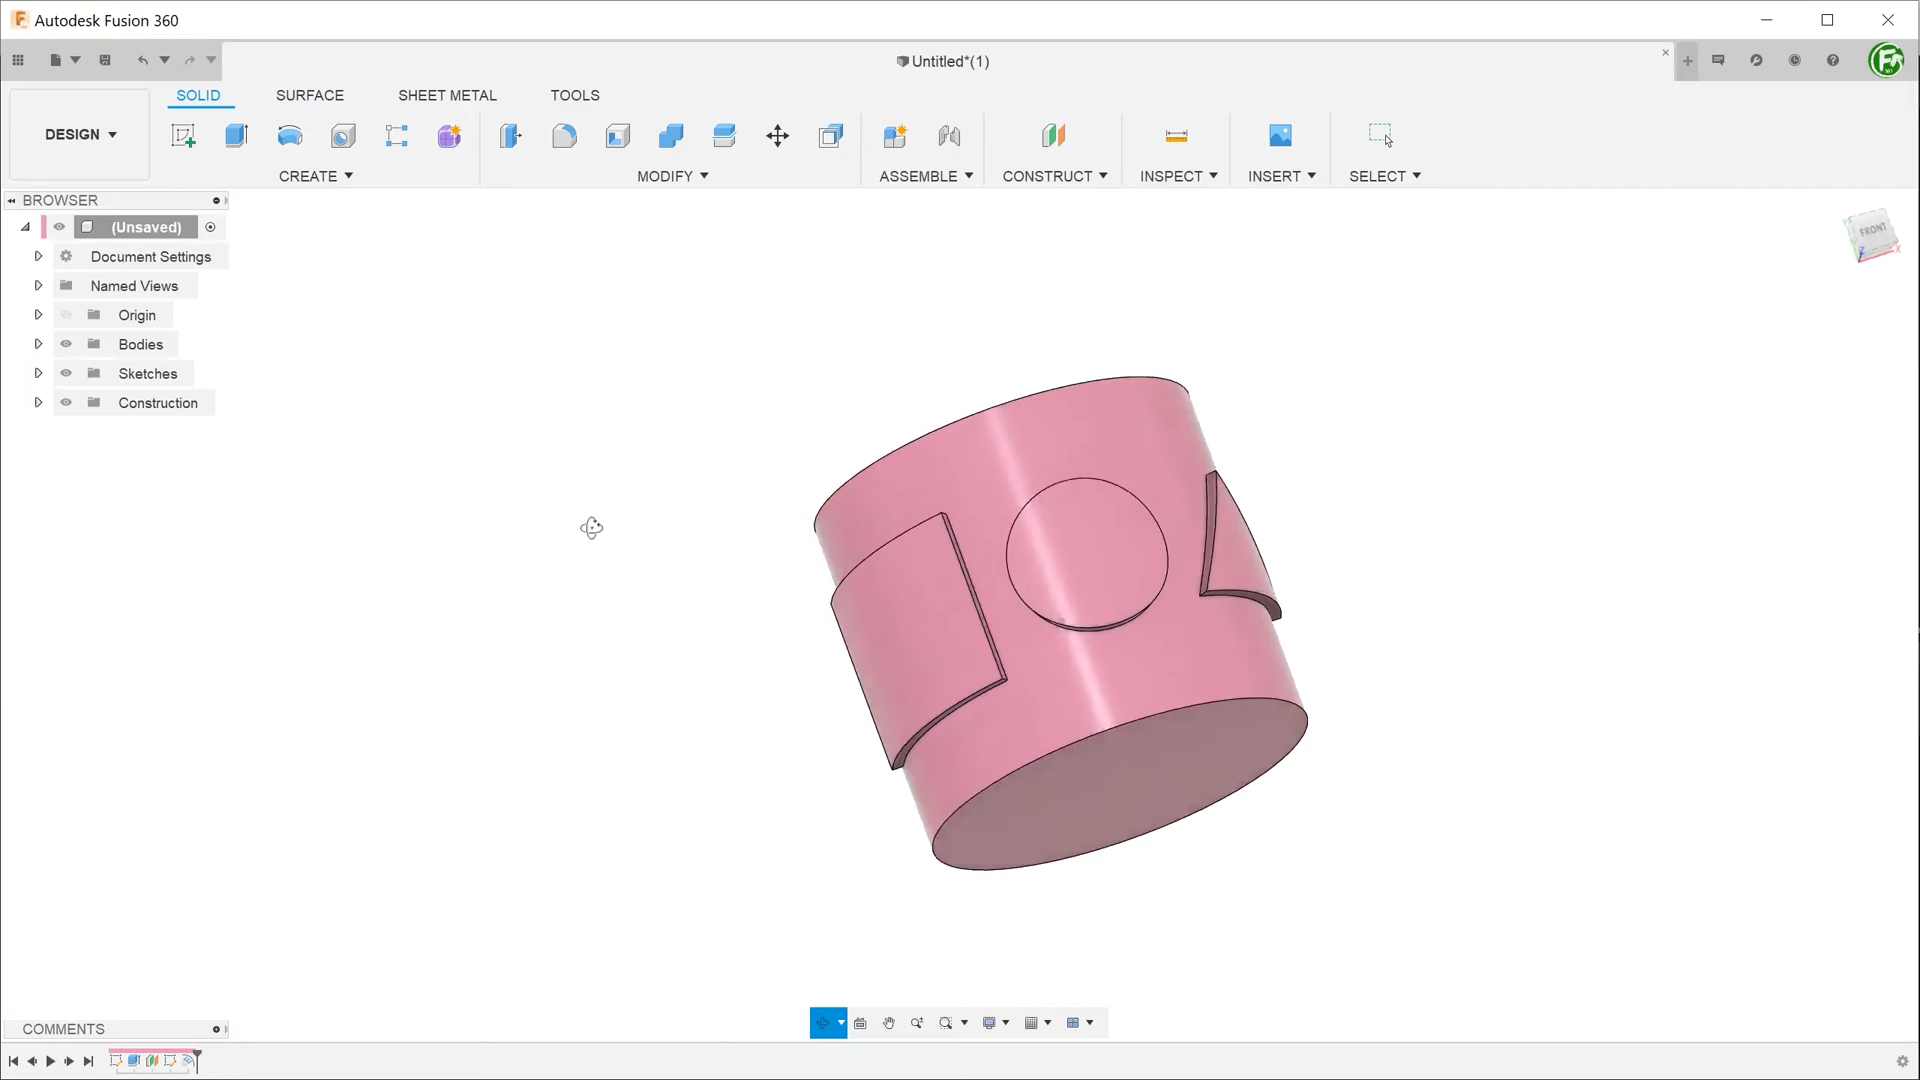 Autodesk Fusion 360
Untitled*(1)
SOLID SURFACE SHEET METAL TOOLS
DESIGN
CREATE MODIFY ASSEMBLE CONSTRUCT INSPECT INSERT SELECT
BROWSER
(Unsaved)
Document Settings
Named Views
Origin
Bodies
Sketches
Construction
FRONT
COMMENTS